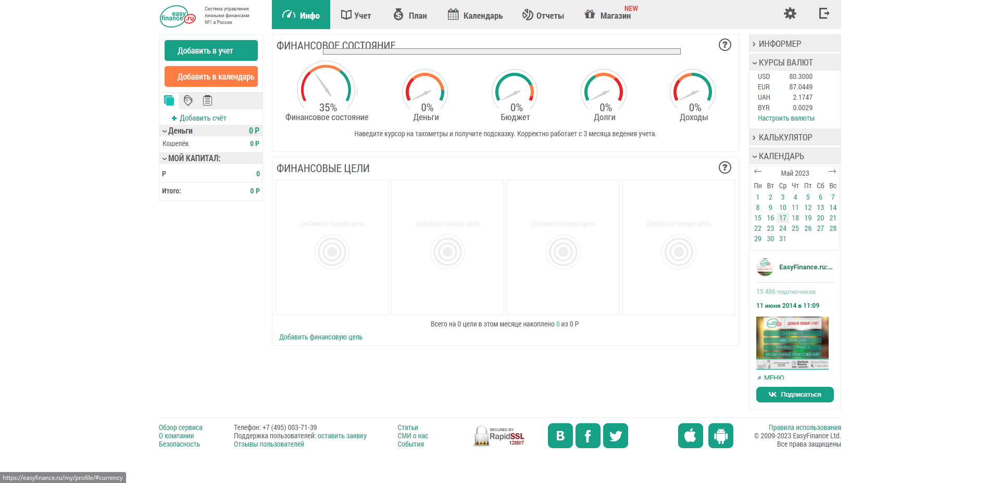 easy finance.ru
Система управления
личными финансами
№1 в России
Инфо
Учет
План
Календарь
Отчеты
Магазин
NEW
Добавить в учет
Добавить в календарь
Добавить счёт
Деньги 0 Р
Кошелёк 0 Р
МОЙ КАПИТАЛ:
Р 0
Итого: 0 Р
ФИНАНСОВОЕ СОСТОЯНИЕ
?
35%
Финансовое состояние
0%
Деньги
0%
Бюджет
0%
Долги
0%
Доходы
Наведите курсор на тахометры и получите подсказку. Корректно работает с 3 месяца ведения учета.
ФИНАНСОВЫЕ ЦЕЛИ
?
Добавьте новую цель
Добавьте новую цель
Добавьте новую цель
Добавьте новую цель
Всего на 0 цели в этом месяце накоплено 0 из 0 Р
Добавить финансовую цель
ИНФОРМЕР
КУРСЫ ВАЛЮТ
USD 80.3000
EUR 87.0449
UAH 2.1747
BYR 0.0029
Настроить валюты
КАЛЬКУЛЯТОР
КАЛЕНДАРЬ
Май 2023
Пн Вт Ср Чт Пт Сб Вс
1 2 3 4 5 6 7
8 9 10 11 12 13 14
15 16 17 18 19 20 21
22 23 24 25 26 27 28
29 30 31
EasyFinance.ru:...
15 486 подписчиков
11 июня 2014 в 11:09
easy finance.ru
ДЕНЬГИ ЛЮБЯТ СЧЕТ
О СЕРВИСЕ
ИНСТРУКЦИИ
ТАРИФЫ СЕРВИСА
МОБИЛЬНЫЕ ПРИЛОЖЕНИЯ
FinTech Russia
Best of Show
МЕНЮ
Подписаться
Обзор сервиса
О компании
Безопасность
Телефон: +7 (495) 003-71-39
Поддержка пользователей: оставить заявку
Отзывы пользователей
Статьи
СМИ о нас
События
SECURED BY
RapidSSL
128BIT
В
f
Правила использования
© 2009-2023 EasyFinance Ltd.
Все права защищены
https://easyfinance.ru/my/profile/#currency